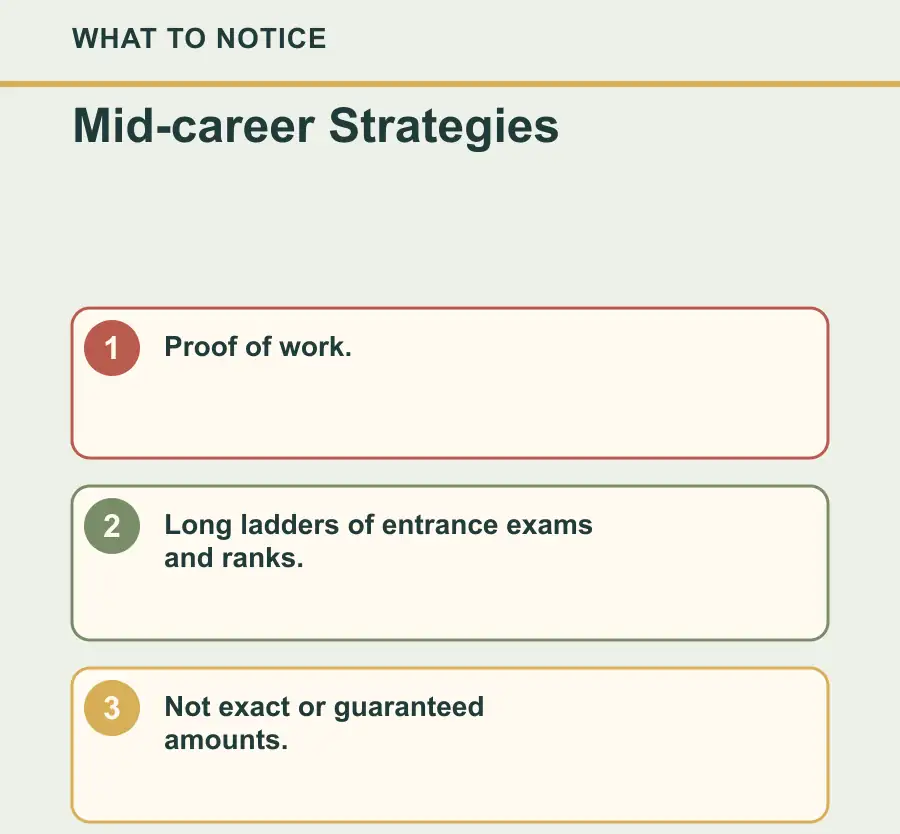 WHAT TO NOTICE
Mid-career Strategies
1
Proof of work.
2
Long ladders of entrance exams
and ranks.
3
Not exact or guaranteed
amounts.